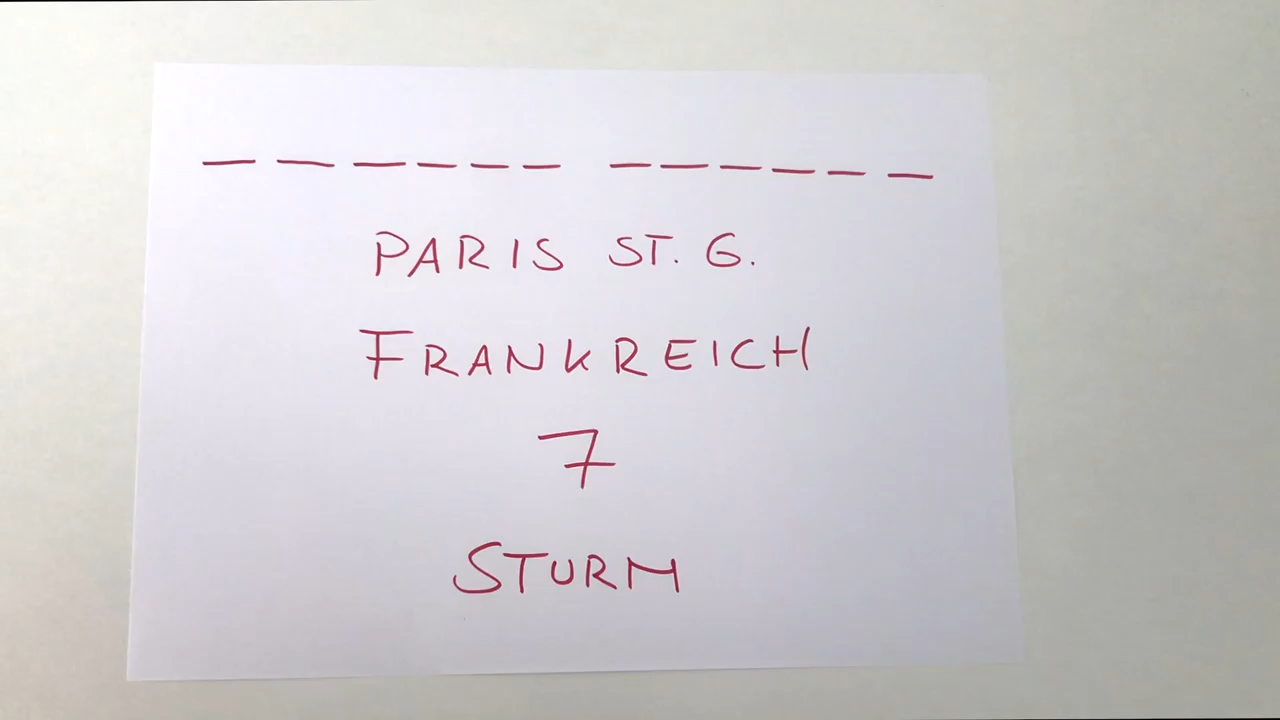 _ _ _ _ _ _  _ _ _ _ _ _
PARIS ST. G.
FRANKREICH
7
STURM